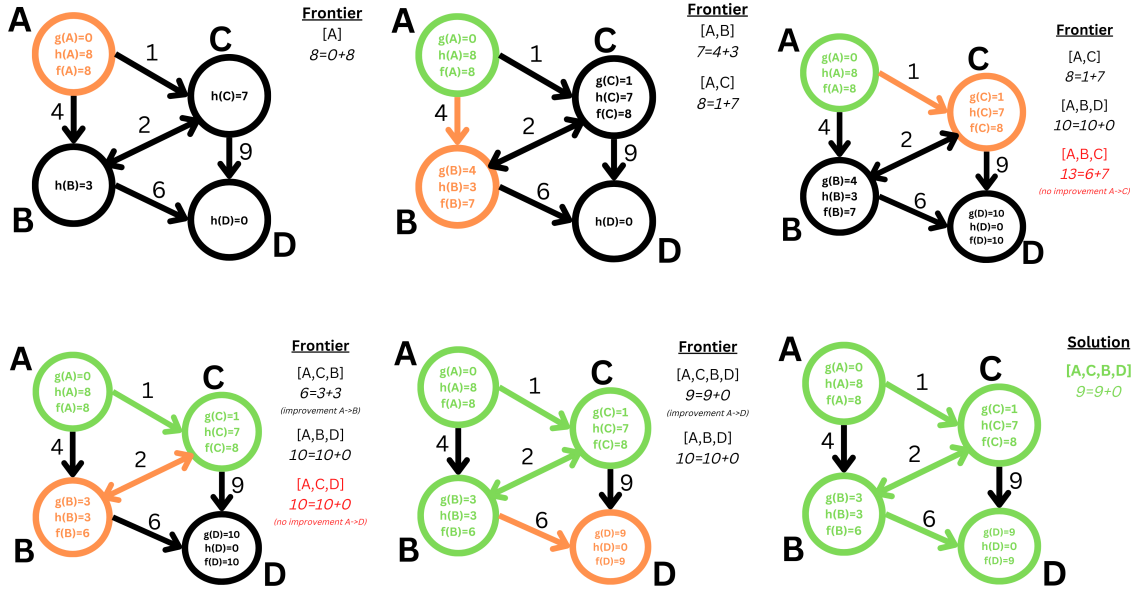 A
g(A)=0
h(A)=8
f(A)=8
1
C
h(C)=7
4
2
9
h(B)=3
B
6
h(D)=0
D
Frontier
[A]
8=0+8
A
g(A)=0
h(A)=8
f(A)=8
1
C
g(C)=1
h(C)=7
f(C)=8
4
2
9
g(B)=4
h(B)=3
f(B)=7
B
6
h(D)=0
D
Frontier
[A,B]
7=4+3
[A,C]
8=1+7
A
g(A)=0
h(A)=8
f(A)=8
1
C
g(C)=1
h(C)=7
f(C)=8
4
2
9
g(B)=4
h(B)=3
f(B)=7
B
6
g(D)=10
h(D)=0
f(D)=10
D
Frontier
[A,C]
8=1+7
[A,B,D]
10=10+0
[A,B,C]
13=6+7
(no improvement A->C)
A
g(A)=0
h(A)=8
f(A)=8
1
C
g(C)=1
h(C)=7
f(C)=8
4
2
9
g(B)=3
h(B)=3
f(B)=6
B
6
g(D)=10
h(D)=0
f(D)=10
D
Frontier
[A,C,B]
6=3+3
(improvement A->B)
[A,B,D]
10=10+0
[A,C,D]
10=10+0
(no improvement A->D)
A
g(A)=0
h(A)=8
f(A)=8
1
C
g(C)=1
h(C)=7
f(C)=8
4
2
9
g(B)=3
h(B)=3
f(B)=6
B
6
g(D)=9
h(D)=0
f(D)=9
D
Frontier
[A,C,B,D]
9=9+0
(improvement A->D)
[A,B,D]
10=10+0
A
g(A)=0
h(A)=8
f(A)=8
1
C
g(C)=1
h(C)=7
f(C)=8
4
2
9
g(B)=3
h(B)=3
f(B)=6
B
6
g(D)=9
h(D)=0
f(D)=9
D
Solution
[A,C,B,D]
9=9+0